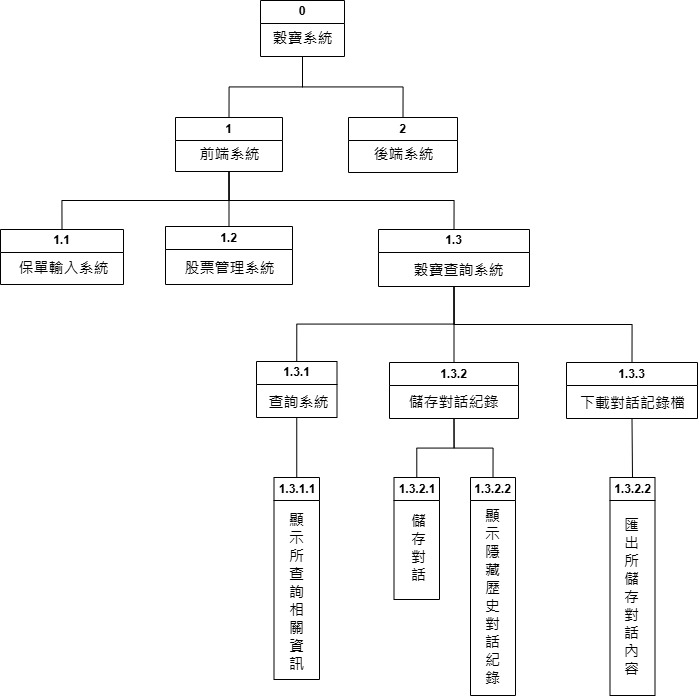 0
穀寶系統
1
前端系統
2
後端系統
1.1
保單輸入系統
1.2
股票管理系統
1.3
穀寶查詢系統
1.3.1
查詢系統
1.3.2
儲存對話紀錄
1.3.3
下載對話記錄檔
1.3.1.1
顯示所查詢相關資訊
1.3.2.1
儲存對話
1.3.2.2
顯示隱藏歷史對話紀錄
1.3.2.2
匯出所儲存對話內容